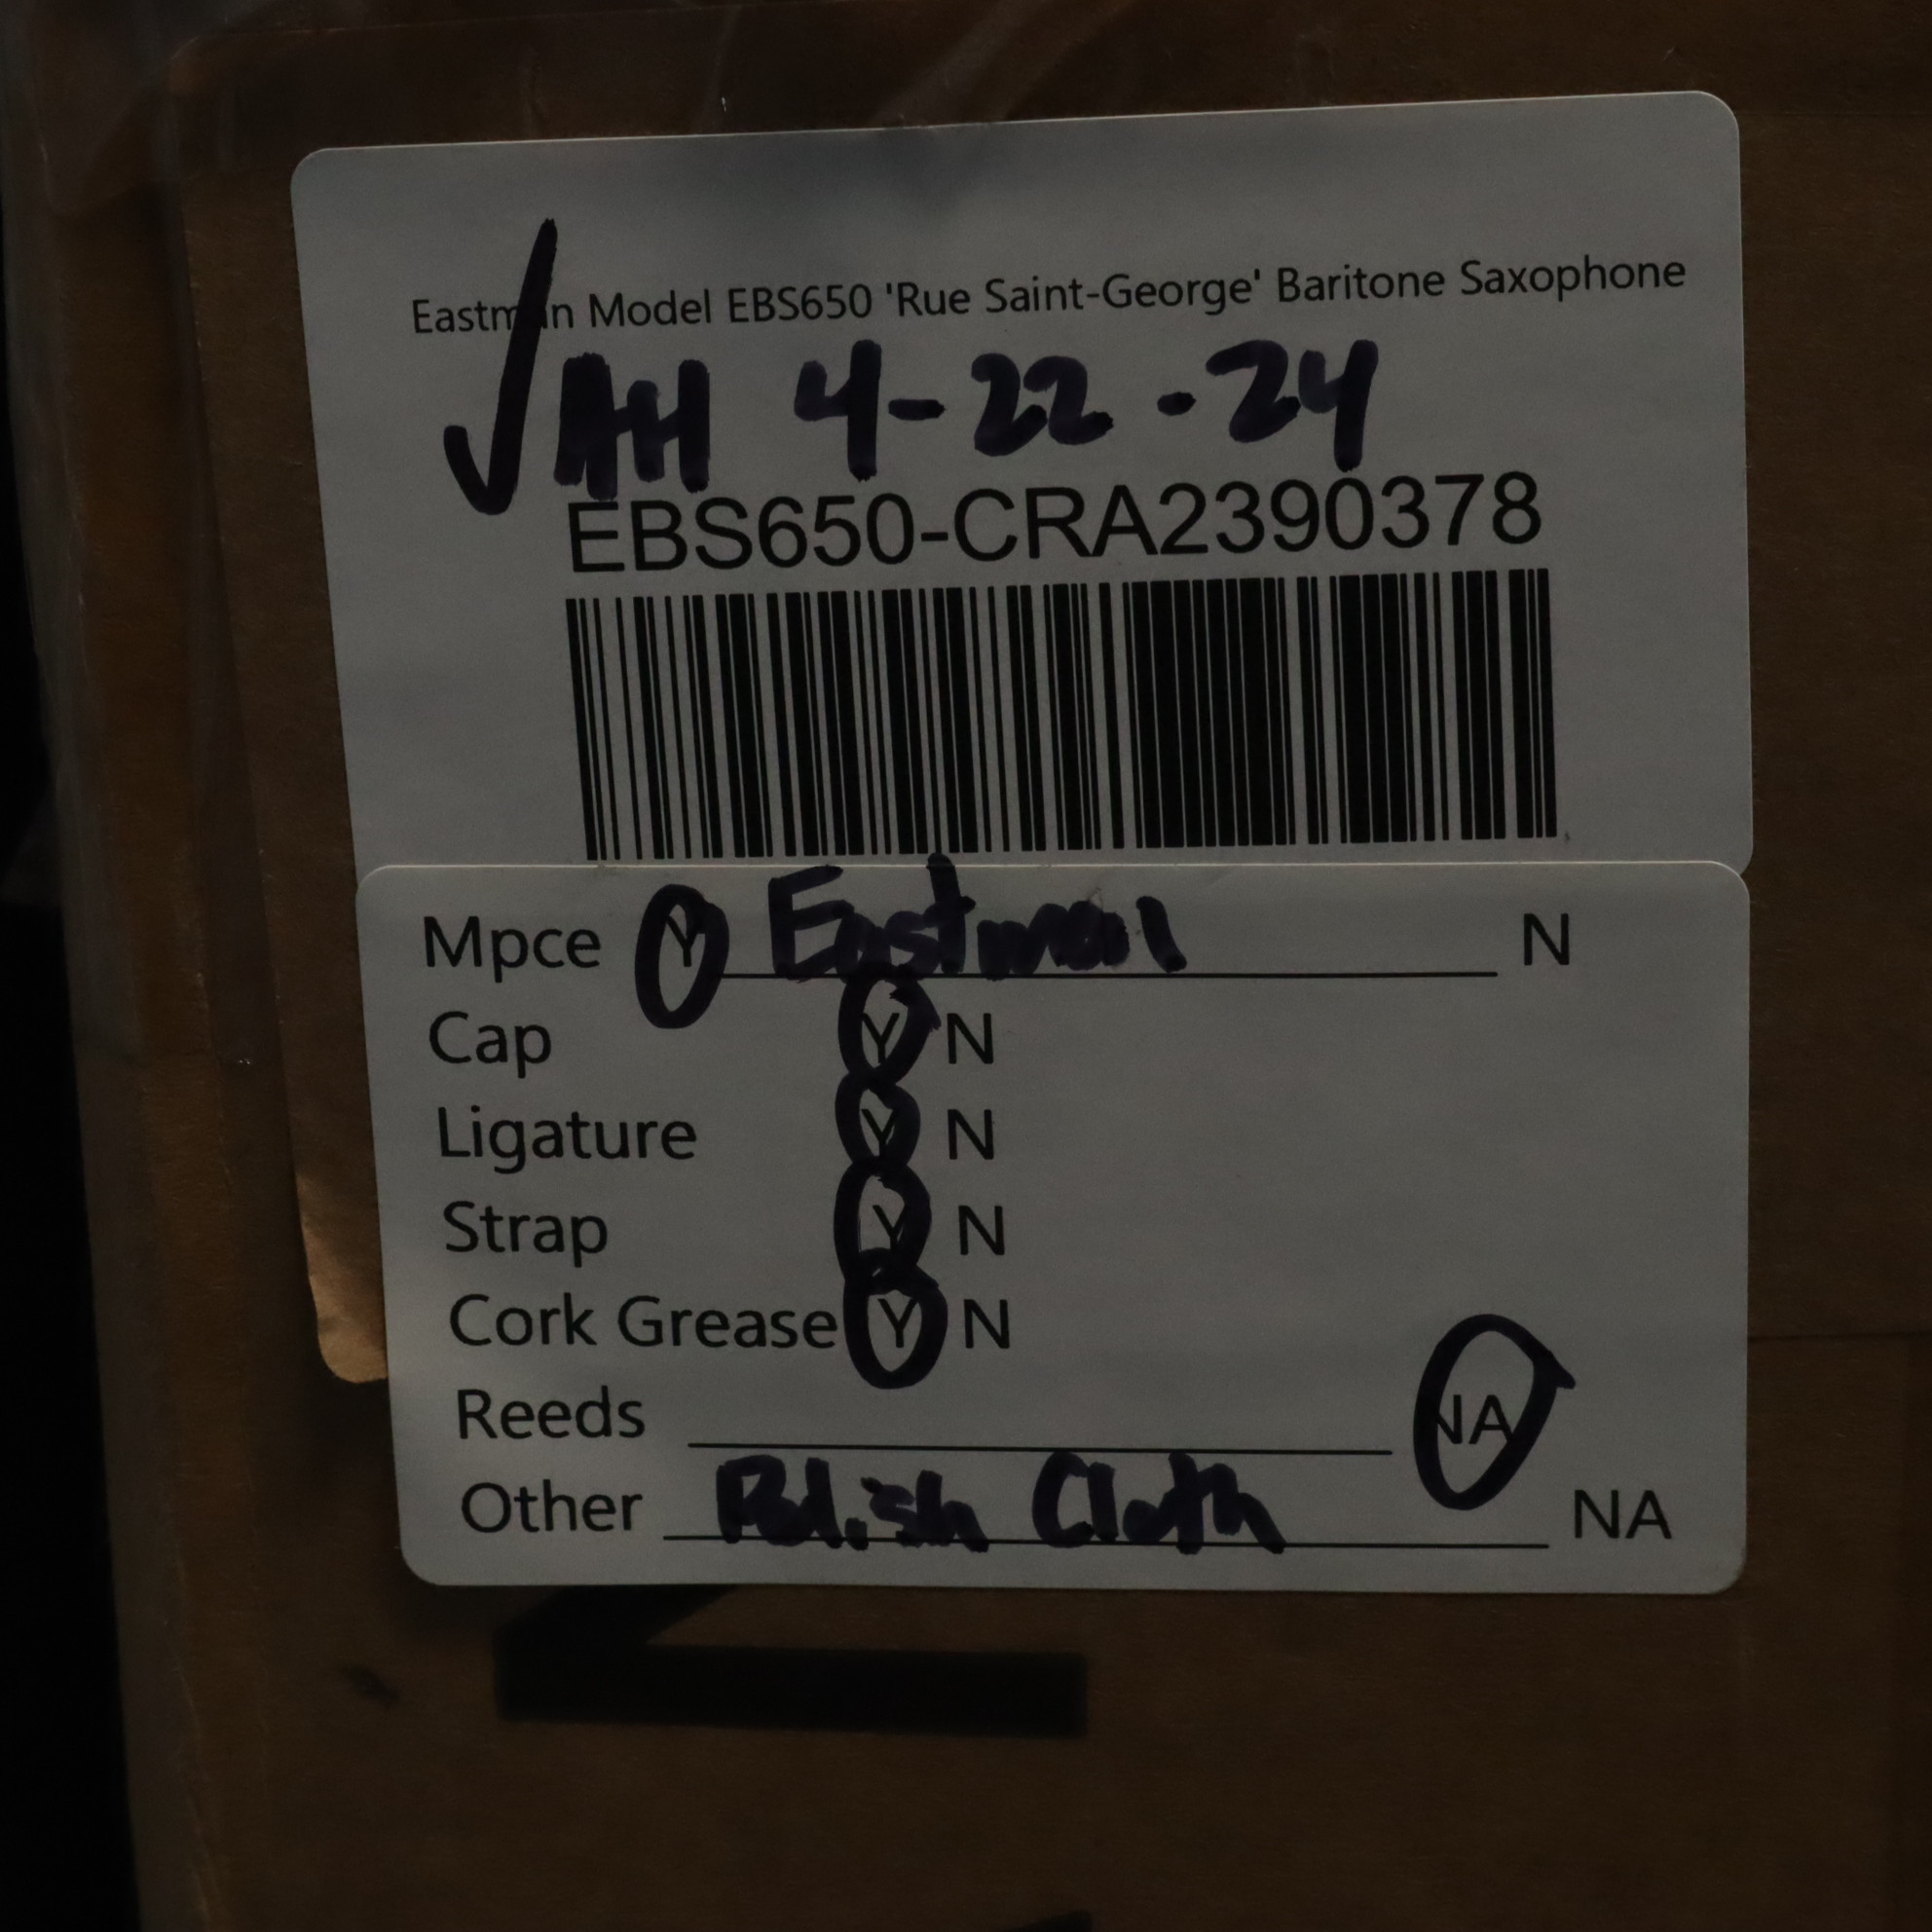 Eastman Model EBS650 'Rue Saint-George' Baritone Saxophone
√ AH 4-22-24
EBS650-CRA2390378
Mpce Y Eastman N
Cap Y N
Ligature Y N
Strap Y N
Cork Grease Y N
Reeds NA
Other Polish Cloth NA